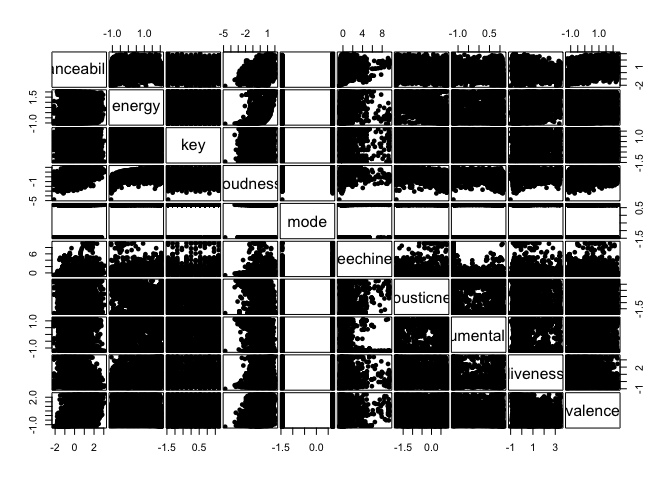 -1.0 1.0 -5 -2 1 0 4 8 -1.0 0.5 -1.0 1.0
anceabil -2 1
-1.0 1.5 energy
key -1.5 1.0
-5 -1 oudness
mode -1.5 0.5
0 6 eechine
ousticne -1.5
-1.0 1.0 umental
iveness -1 2
-1.0 2.0 valence
-2 0 2 -1.5 0.5 -1.5 0.0 -1.5 0.0 -1 1 3